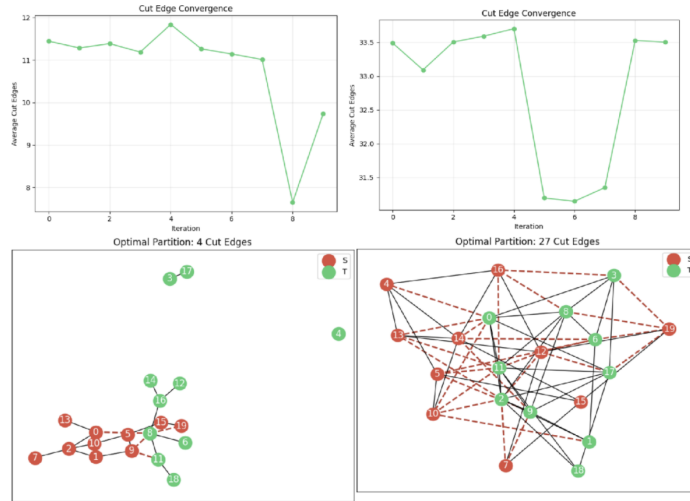 Cut Edge Convergence
12
11
10
9
8
Average Cut Edges
0 2 4 6 8
Iteration
Cut Edge Convergence
33.5
33.0
32.5
32.0
31.5
Average Cut Edges
0 2 4 6 8
Iteration
Optimal Partition: 4 Cut Edges
S
T
3 17
4
14 12
16
13
0 5 8 15 19
10
2 9 6
7 1 11
18
Optimal Partition: 27 Cut Edges
S
T
16 3
4
0 8
13 14 6 19
12
11 17
5
2 15
10 9
1
7 18